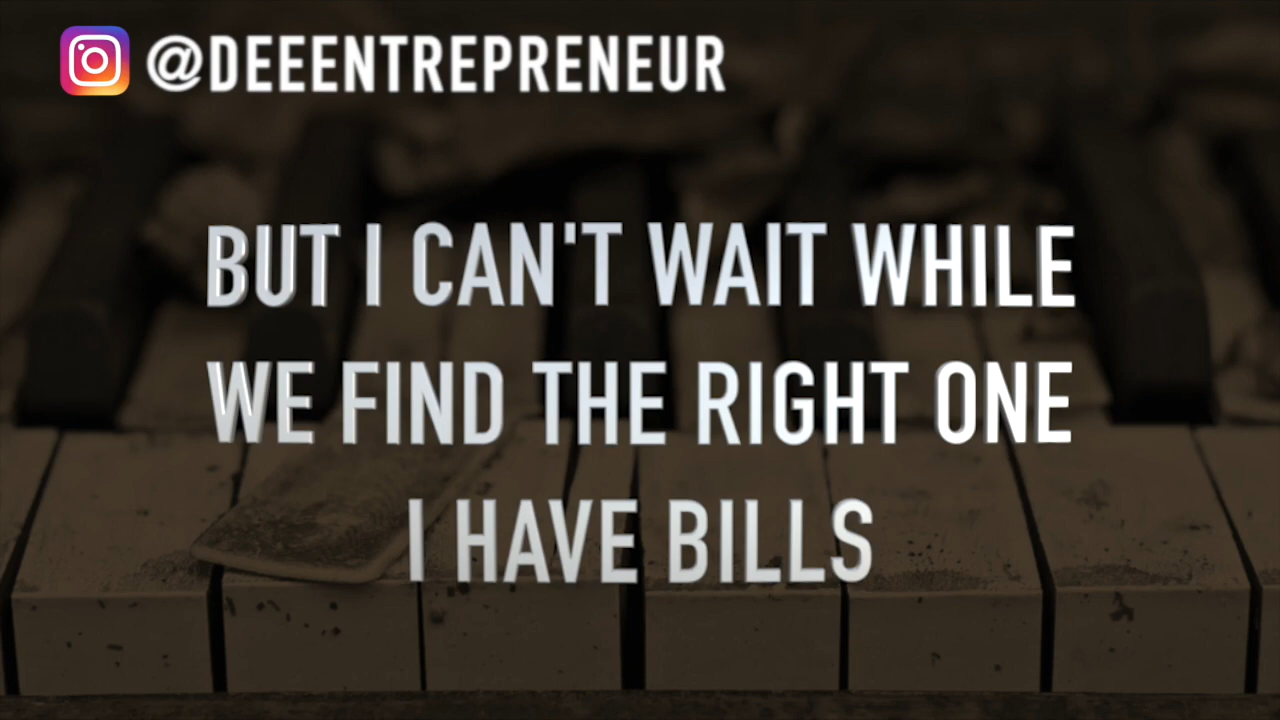 @DEEENTREPRENEUR
BUT I CAN'T WAIT WHILE
WE FIND THE RIGHT ONE
I HAVE BILLS